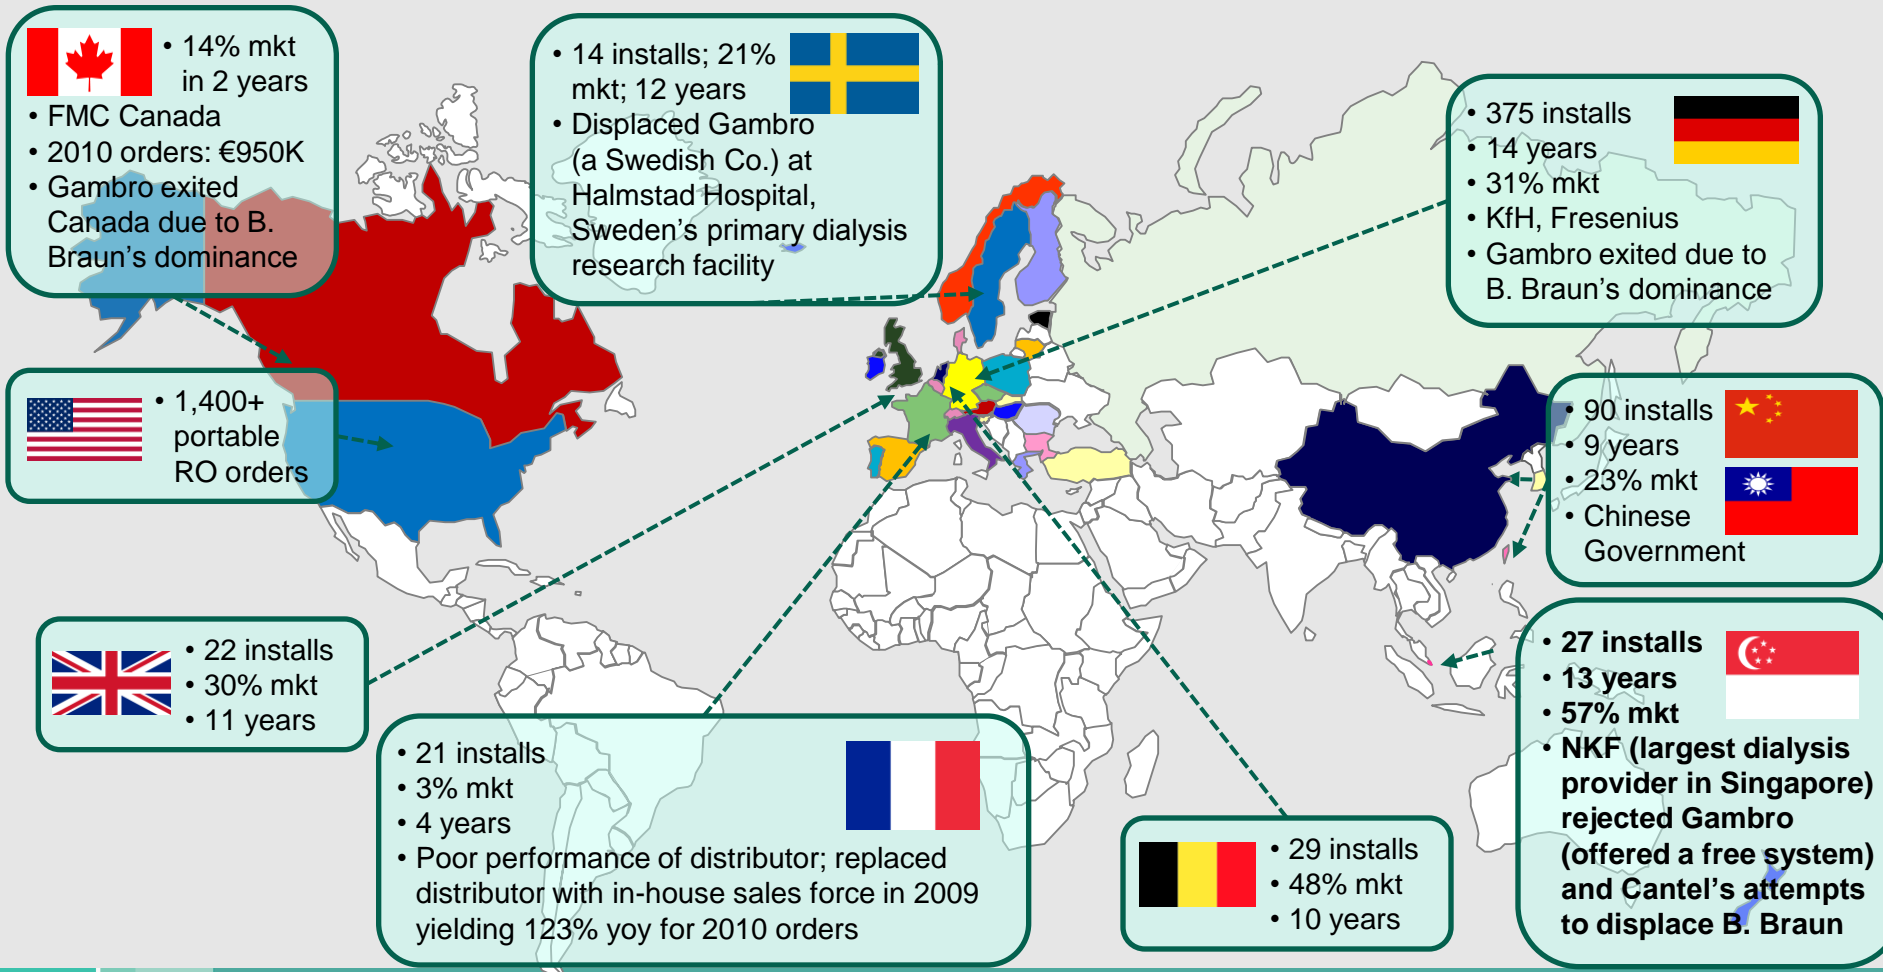 • 14% mkt
in 2 years
• FMC Canada
• 2010 orders: €950K
• Gambro exited
Canada due to B.
Braun’s dominance
• 14 installs; 21%
mkt; 12 years
• Displaced Gambro
(a Swedish Co.) at
Halmstad Hospital,
Sweden’s primary dialysis
research facility
• 375 installs
• 14 years
• 31% mkt
• KfH, Fresenius
• Gambro exited due to
B. Braun’s dominance
• 1,400+
portable
RO orders
• 90 installs
• 9 years
• 23% mkt
• Chinese
Government
• 22 installs
• 30% mkt
• 11 years
• 27 installs
• 13 years
• 57% mkt
• NKF (largest dialysis
provider in Singapore)
rejected Gambro
(offered a free system)
and Cantel’s attempts
to displace B. Braun
• 21 installs
• 3% mkt
• 4 years
• Poor performance of distributor; replaced
distributor with in-house sales force in 2009
yielding 123% yoy for 2010 orders
• 29 installs
• 48% mkt
• 10 years